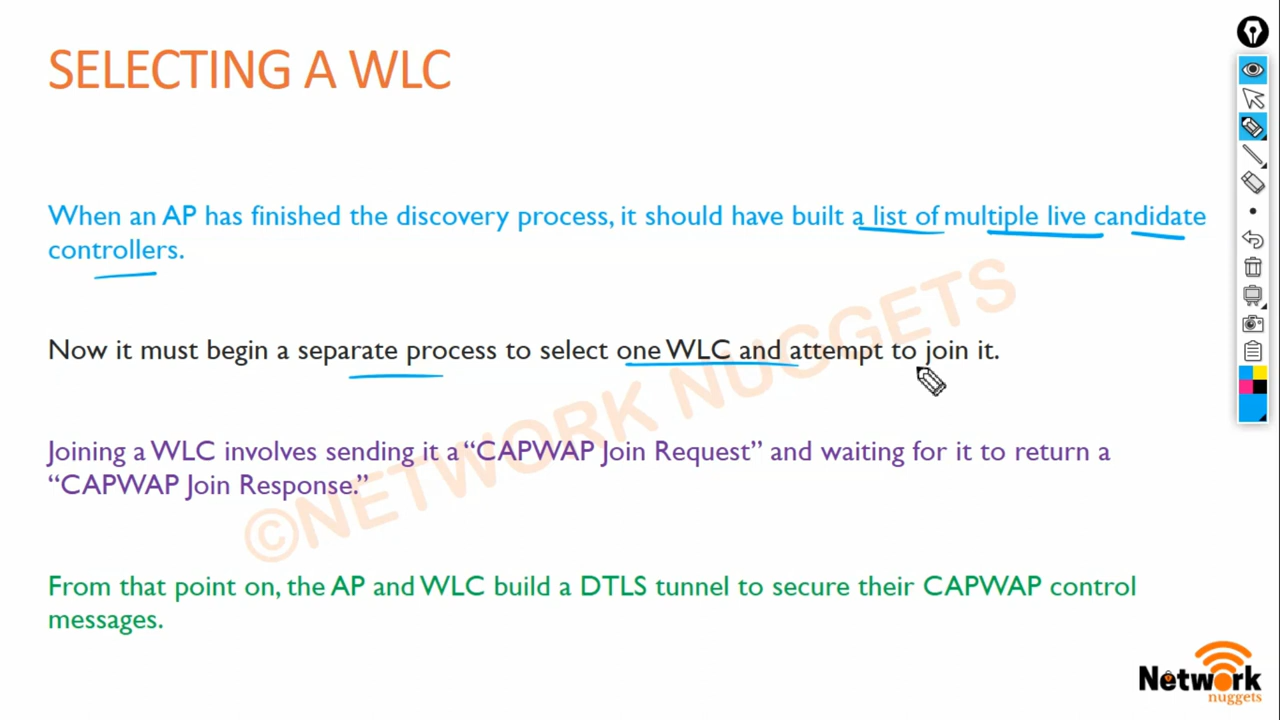 SELECTING A WLC
When an AP has finished the discovery process, it should have built a list of multiple live candidate
controllers.
Now it must begin a separate process to select one WLC and attempt to join it.
Joining a WLC involves sending it a “CAPWAP Join Request” and waiting for it to return a
“CAPWAP Join Response.”
©NETWORK NUGGETS
From that point on, the AP and WLC build a DTLS tunnel to secure their CAPWAP control
messages.
Network
nuggets